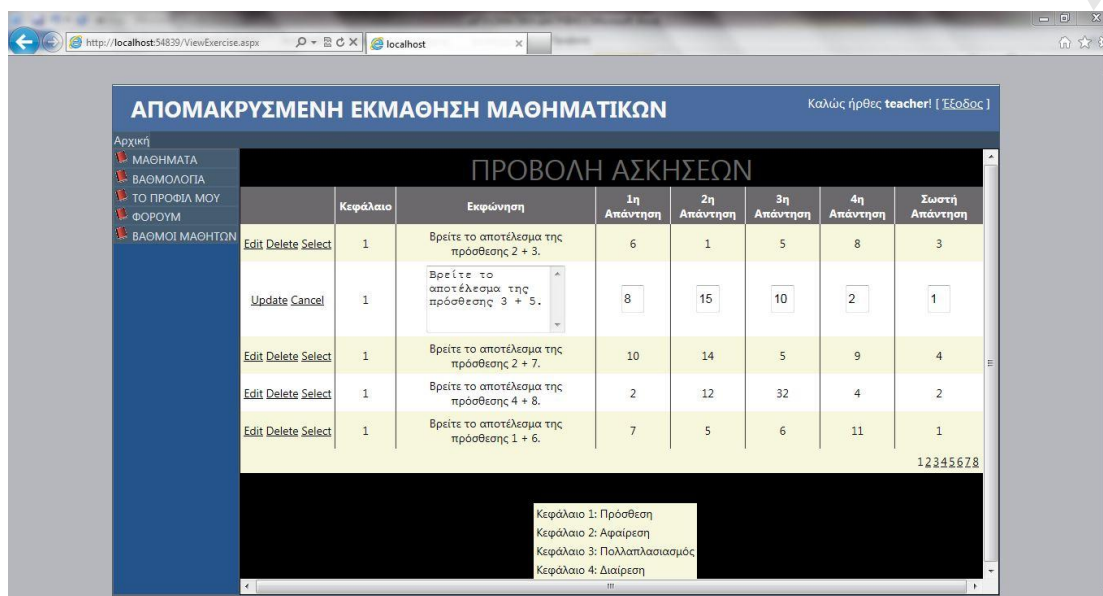 http://localhost:54839/ViewExercise.aspx
localhost
ΑΠΟΜΑΚΡΥΣΜΕΝΗ ΕΚΜΑΘΗΣΗ ΜΑΘΗΜΑΤΙΚΩΝ
Καλώς ήρθες teacher! [ Έξοδος ]
Αρχική
ΜΑΘΗΜΑΤΑ
ΒΑΘΜΟΛΟΓΙΑ
ΤΟ ΠΡΟΦΙΛ ΜΟΥ
ΦΟΡΟΥΜ
ΒΑΘΜΟΙ ΜΑΘΗΤΩΝ
ΠΡΟΒΟΛΗ ΑΣΚΗΣΕΩΝ
Κεφάλαιο Εκφώνηση 1η Απάντηση 2η Απάντηση 3η Απάντηση 4η Απάντηση Σωστή Απάντηση
Edit Delete Select 1 Βρείτε το αποτέλεσμα της πρόσθεσης 2 + 3. 6 1 5 8 3
Update Cancel 1 Βρείτε το αποτέλεσμα της πρόσθεσης 3 + 5. 8 15 10 2 1
Edit Delete Select 1 Βρείτε το αποτέλεσμα της πρόσθεσης 2 + 7. 10 14 5 9 4
Edit Delete Select 1 Βρείτε το αποτέλεσμα της πρόσθεσης 4 + 8. 2 12 32 4 2
Edit Delete Select 1 Βρείτε το αποτέλεσμα της πρόσθεσης 1 + 6. 7 5 6 11 1
12345678
Κεφάλαιο 1: Πρόσθεση
Κεφάλαιο 2: Αφαίρεση
Κεφάλαιο 3: Πολλαπλασιασμός
Κεφάλαιο 4: Διαίρεση